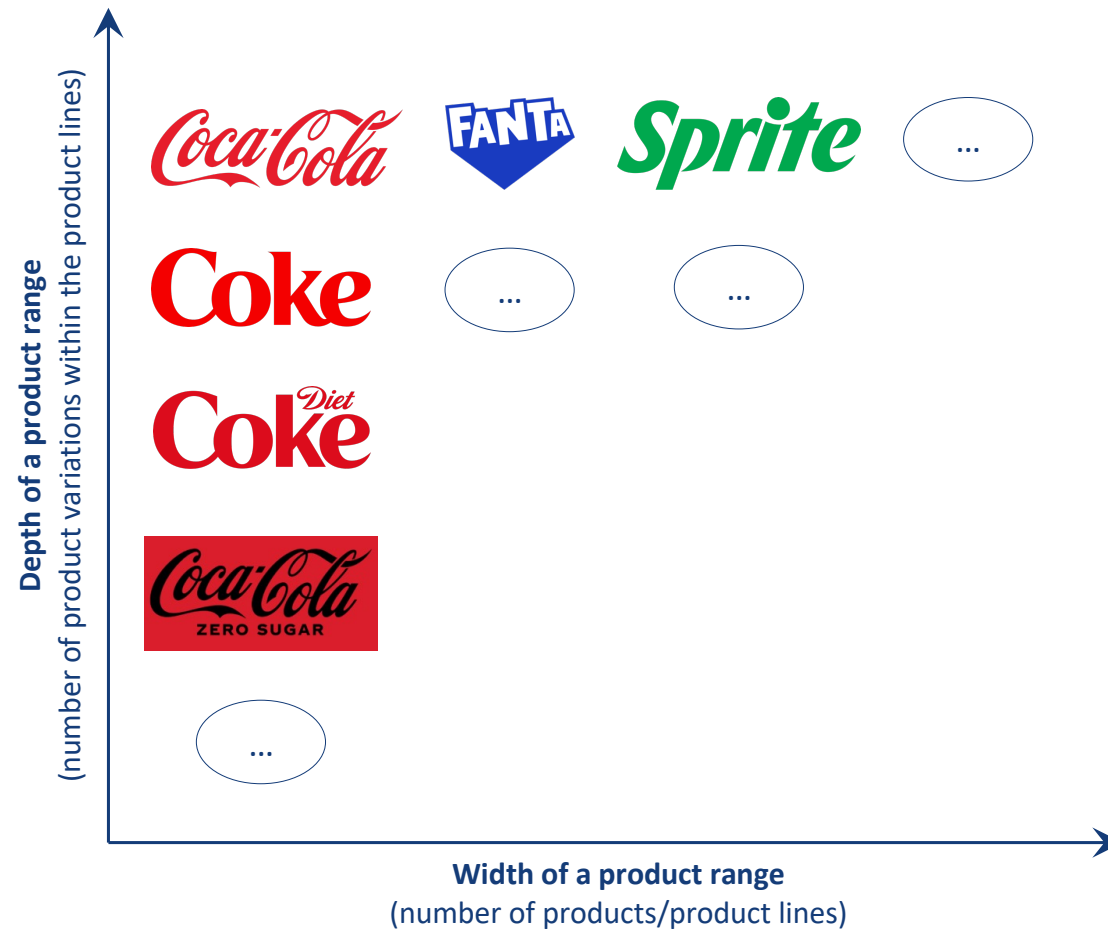 Depth of a product range
(number of product variations within the product lines)
Coca-Cola
FANTA
Sprite
...
Coke
...
...
Diet
Coke
Coca-Cola
ZERO SUGAR
...
Width of a product range
(number of products/product lines)